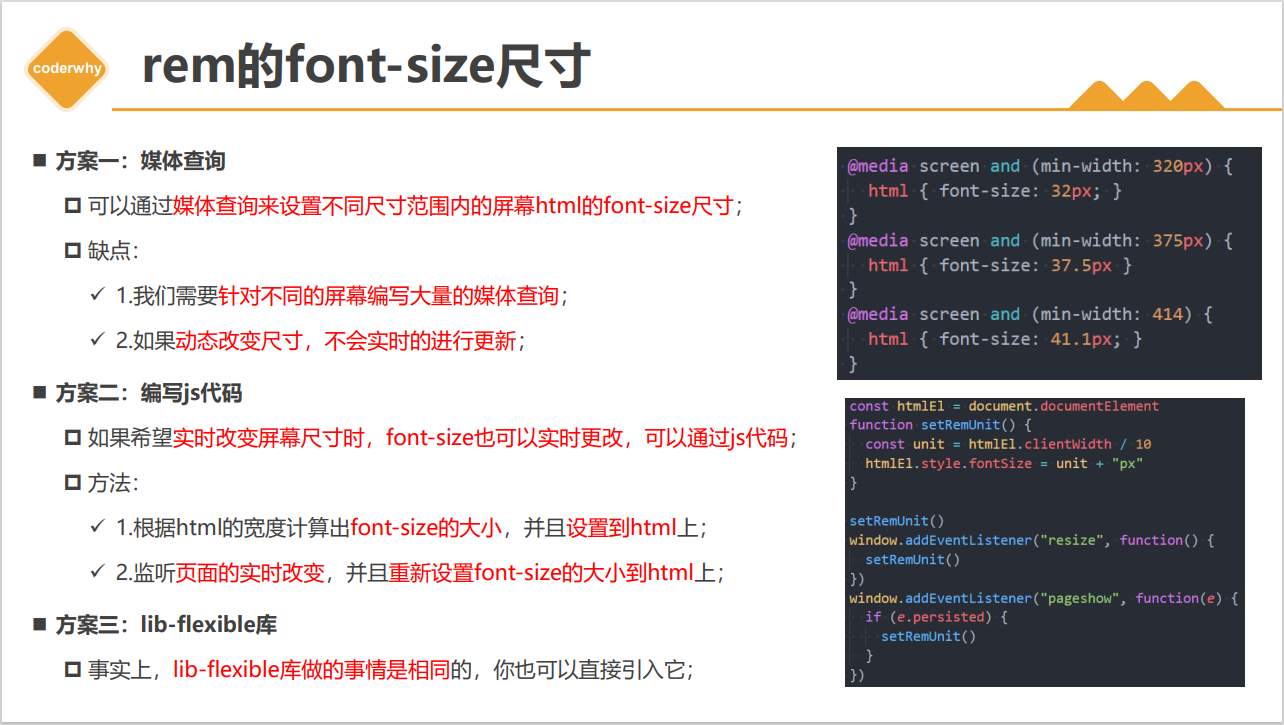 coderwhy
rem的font-size尺寸
方案一：媒体查询
可以通过媒体查询来设置不同尺寸范围内的屏幕html的font-size尺寸；
缺点：
1.我们需要针对不同的屏幕编写大量的媒体查询；
2.如果动态改变尺寸，不会实时的进行更新；
方案二：编写js代码
如果希望实时改变屏幕尺寸时，font-size也可以实时更改，可以通过js代码；
方法：
1.根据html的宽度计算出font-size的大小，并且设置到html上；
2.监听页面的实时改变，并且重新设置font-size的大小到html上；
方案三：lib-flexible库
事实上，lib-flexible库做的事情是相同的，你也可以直接引入它；
@media screen and (min-width: 320px) {
html { font-size: 32px; }
}
@media screen and (min-width: 375px) {
html { font-size: 37.5px }
}
@media screen and (min-width: 414) {
html { font-size: 41.1px; }
}
const htmlEl = document.documentElement
function setRemUnit() {
const unit = htmlEl.clientWidth / 10
htmlEl.style.fontSize = unit + "px"
}
setRemUnit()
window.addEventListener("resize", function() {
setRemUnit()
})
window.addEventListener("pageshow", function(e) {
if (e.persisted) {
setRemUnit()
}
})